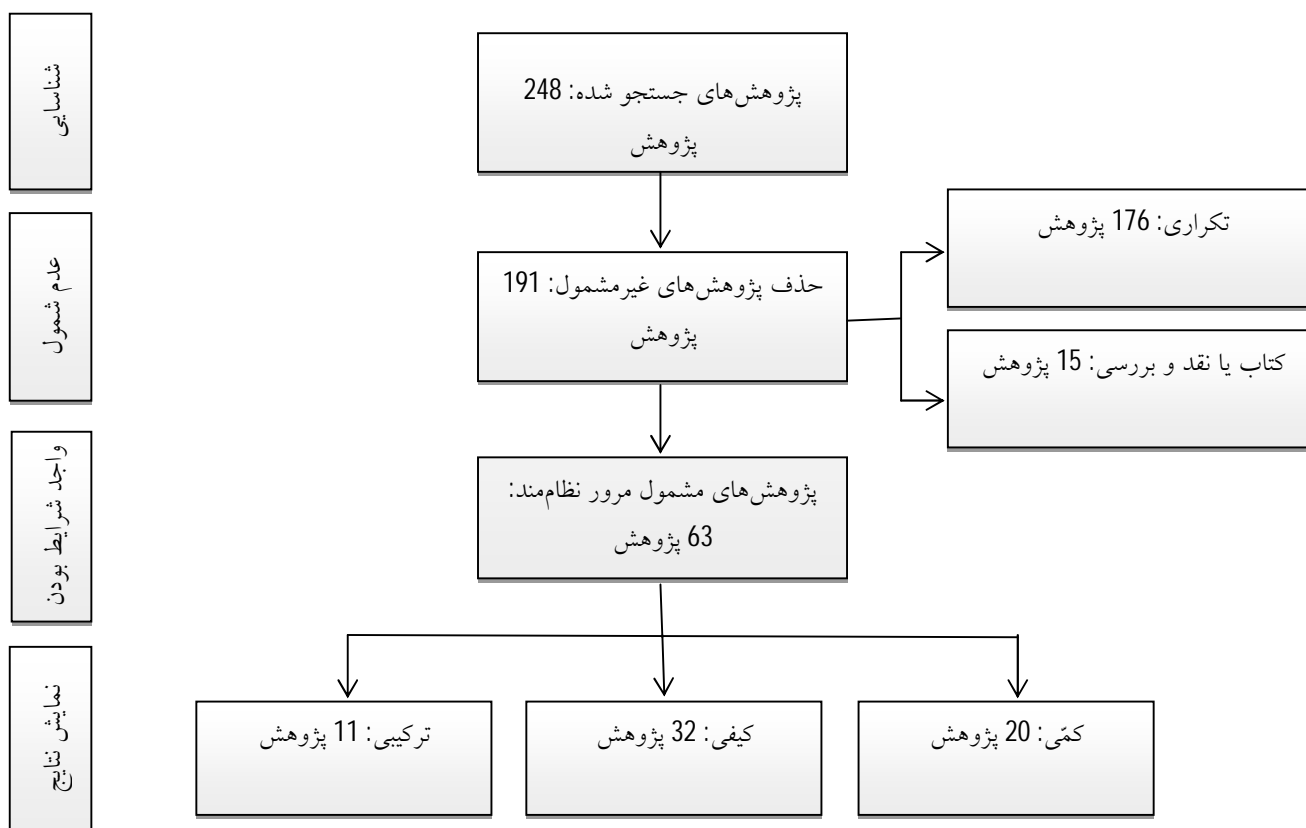 شناسایی
پژوهش‌های جستجو شده: 248
پژوهش
عدم شمول
حذف پژوهش‌های غیرمشمول: 191
پژوهش
تکراری: 176 پژوهش
کتاب یا نقد و بررسی: 15 پژوهش
واجد شرایط بودن
پژوهش‌های مشمول مرور نظام‌مند:
63 پژوهش
نمایش نتایج
کمّی: 20 پژوهش
کیفی: 32 پژوهش
ترکیبی: 11 پژوهش